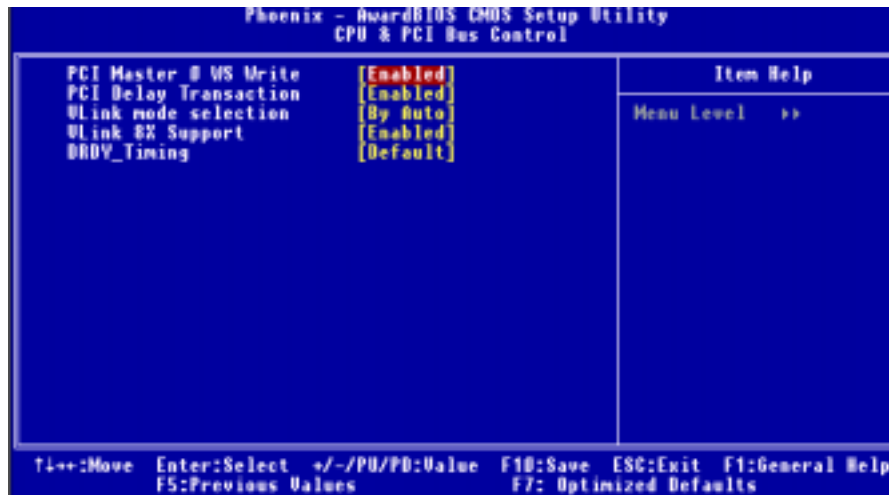 Phoenix - AwardBIOS CMOS Setup Utility
CPU & PCI Bus Control
PCI Master 0 WS Write [Enabled]
PCI Delay Transaction [Enabled]
VLink mode selection [By Auto]
VLink 8X Support [Enabled]
DRDY_Timing [Default]
Item Help
Menu Level ▸▸
↑↓→←:Move Enter:Select +/-/PU/PD:Value F10:Save ESC:Exit F1:General Help
F5:Previous Values F7: Optimized Defaults